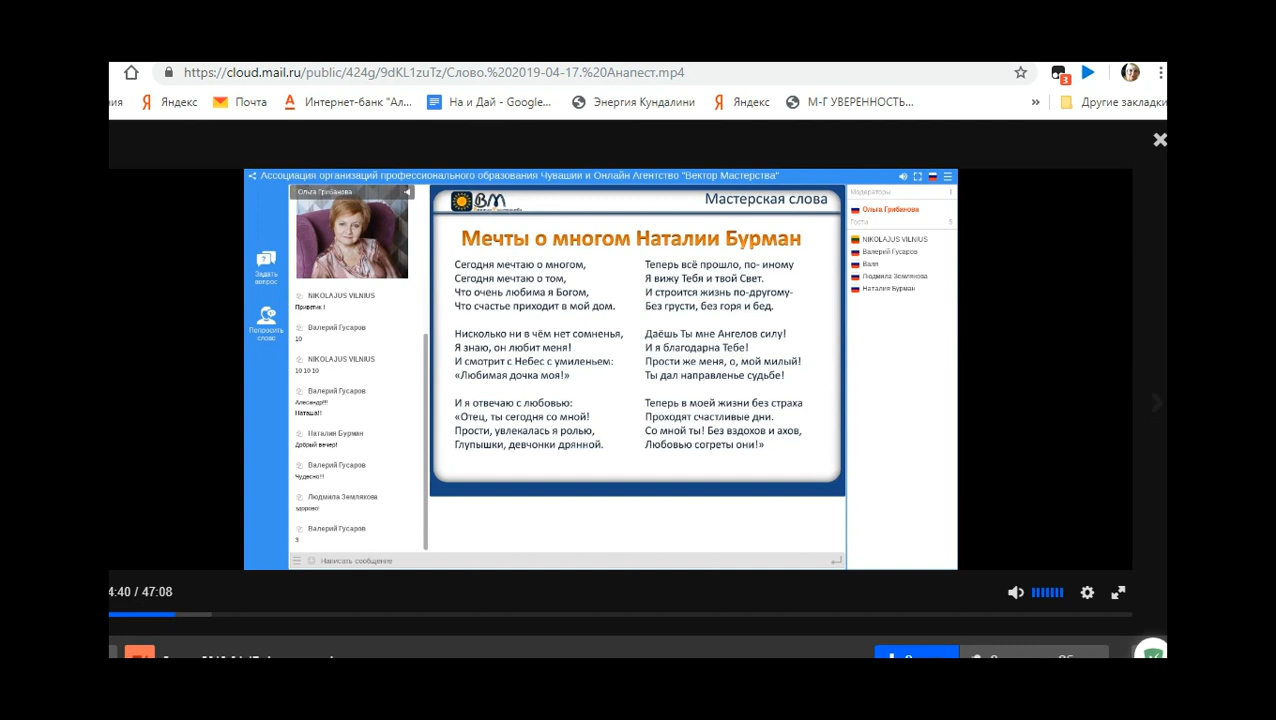 https://cloud.mail.ru/public/424g/9dKL1zuTz/Слово.%202019-04-17.%20Анапест.mp4
3
ния Яндекс Почта Интернет-банк "Ал... На и Дай - Google... Энергия Кундалини Яндекс М-Г УВЕРЕННОСТЬ... » Другие закладки
Ассоциация организаций профессионального образования Чувашии и Онлайн Агентство "Вектор Мастерства"
Задать
вопрос
Попросить
слово
Ольга Грибанова
NIKOLAJUS VILNIUS
Приветик !
Валерий Гусаров
10
NIKOLAJUS VILNIUS
10 10 10
Валерий Гусаров
Алесандр!!!
Наташа!!
Наталия Бурман
Добрый вечер!
Валерий Гусаров
Чудесно!!!
Людмила Землякова
здорово!
Валерий Гусаров
3
Написать сообщение
ВМ
Мастерская слова
Мечты о многом Наталии Бурман
Сегодня мечтаю о многом,
Сегодня мечтаю о том,
Что очень любима я Богом,
Что счастье приходит в мой дом.
Нисколько ни в чём нет сомненья,
Я знаю, он любит меня!
И смотрит с Небес с умиленьем:
«Любимая дочка моя!»
И я отвечаю с любовью:
«Отец, ты сегодня со мной!
Прости, увлекалась я ролью,
Глупышки, девчонки дрянной.
Теперь всё прошло, по- иному
Я вижу Тебя и твой Свет.
И строится жизнь по-другому-
Без грусти, без горя и бед.
Даёшь Ты мне Ангелов силу!
И я благодарна Тебе!
Прости же меня, о, мой милый!
Ты дал направленье судьбе!
Теперь в моей жизни без страха
Проходят счастливые дни.
Со мной ты! Без вздохов и ахов,
Любовью согреты они!»
Модераторы 1
Ольга Грибанова
Гости 5
NIKOLAJUS VILNIUS
Валерий Гусаров
Валя
Людмила Землякова
Наталия Бурман
4:40 / 47:08